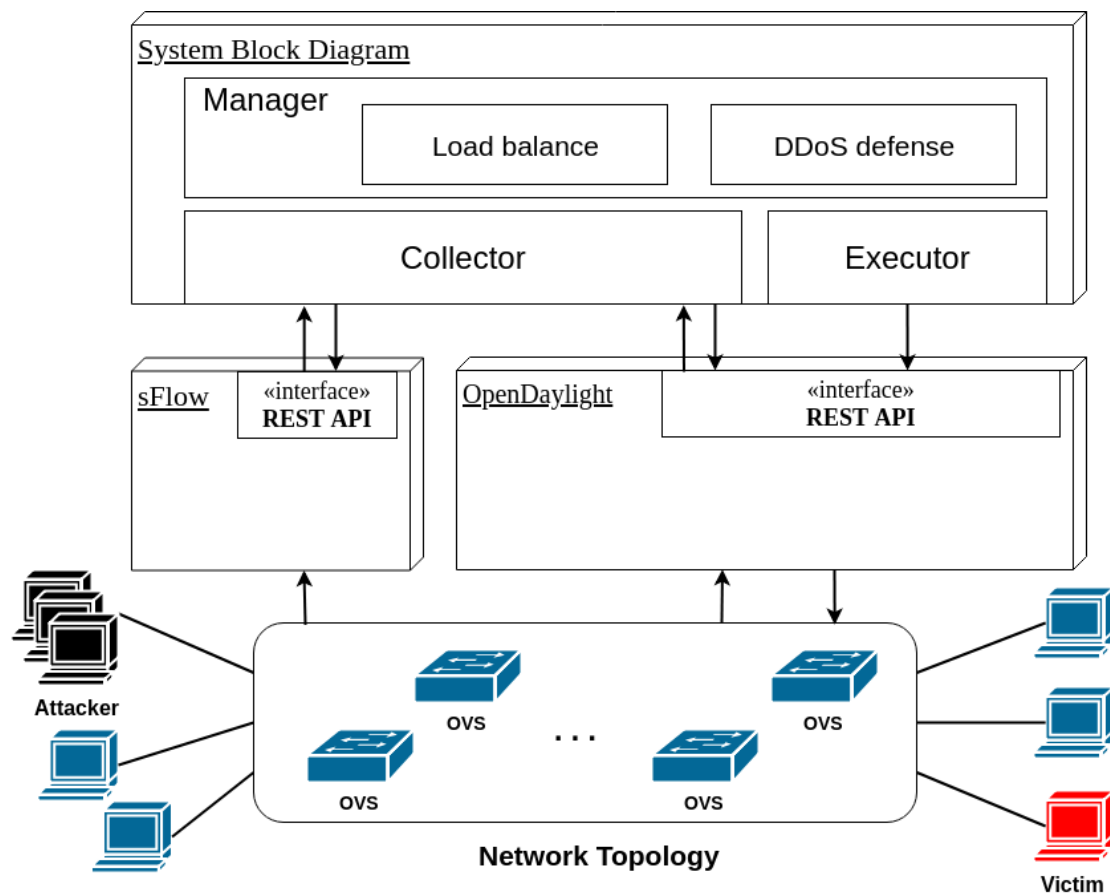 System Block Diagram
Manager
Load balance
DDoS defense
Collector
Executor
sFlow
«interface»
REST API
OpenDaylight
«interface»
REST API
Attacker
OVS
OVS
...
OVS
OVS
Network Topology
Victim